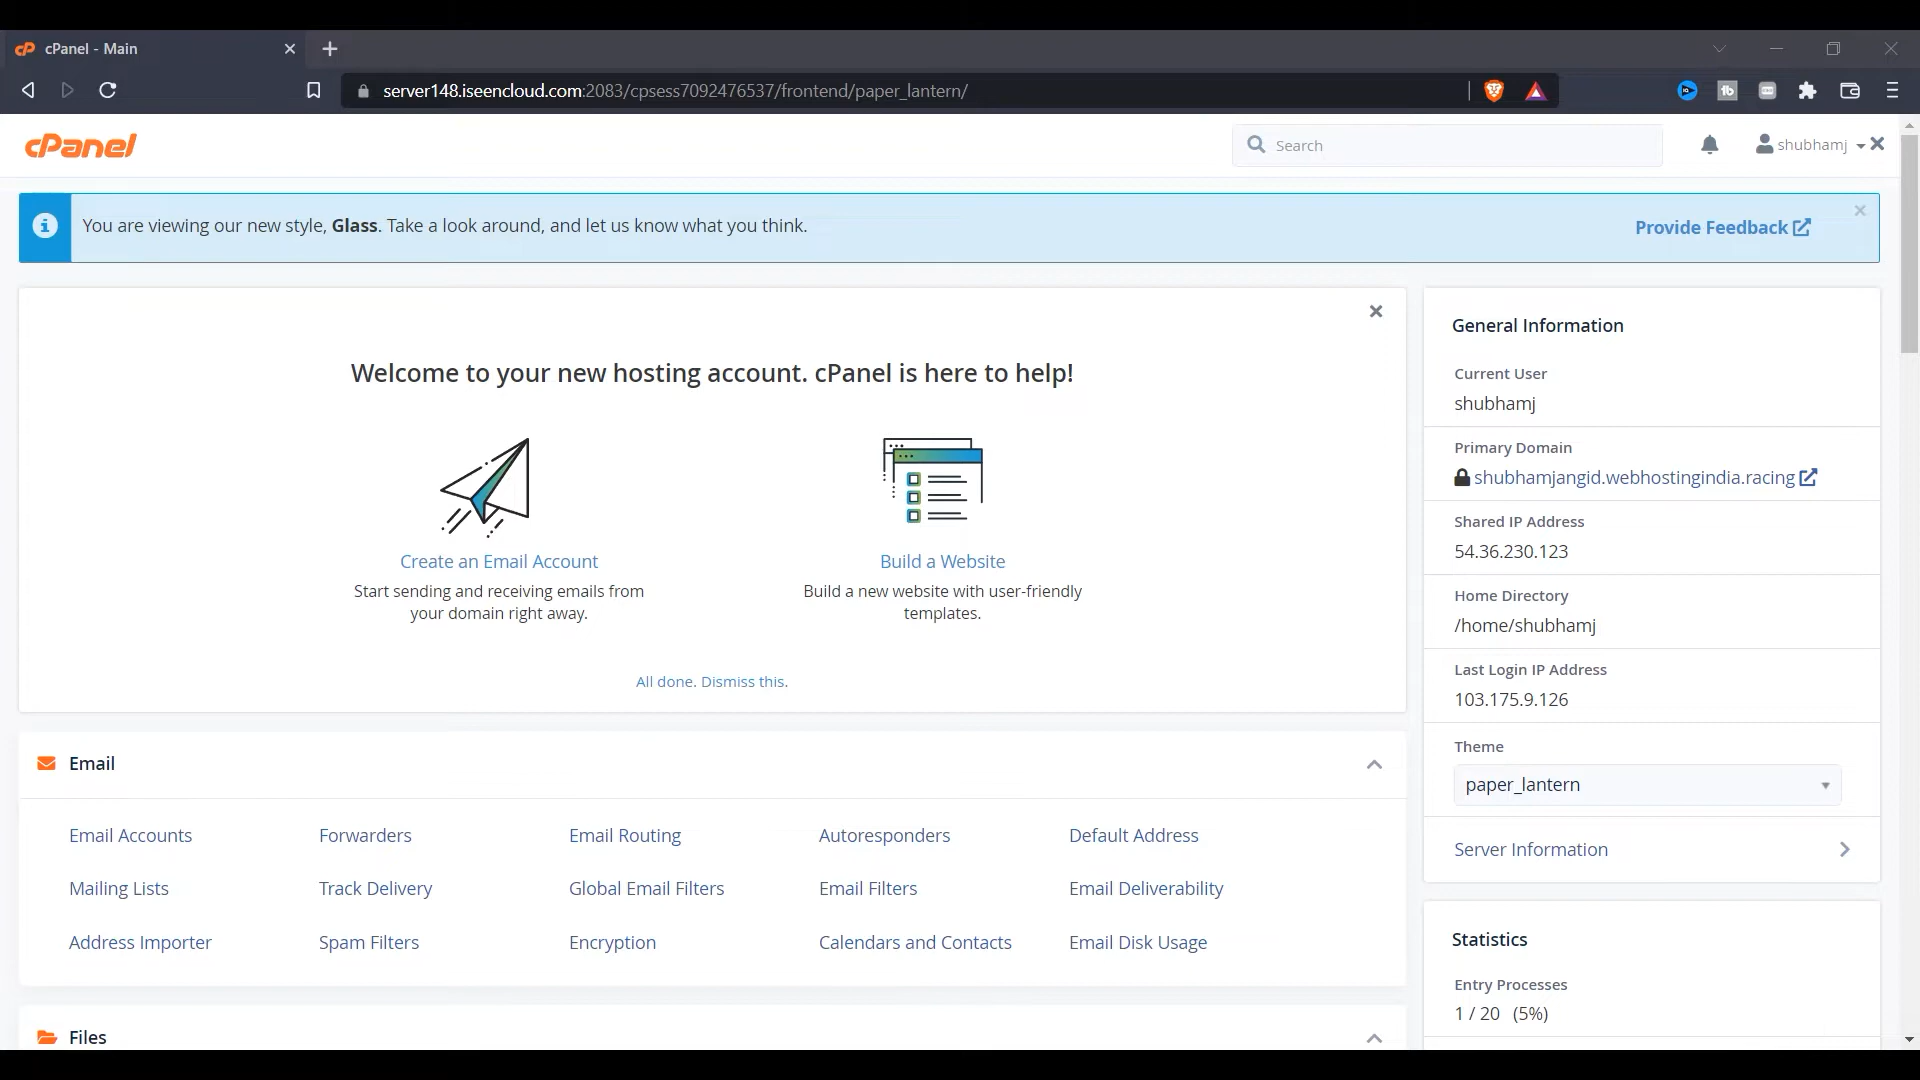 cPanel - Main
server148.iseencloud.com:2083/cpsess7092476537/frontend/paper_lantern/
cPanel
Search
shubhamj
You are viewing our new style, Glass. Take a look around, and let us know what you think.
Provide Feedback
Welcome to your new hosting account. cPanel is here to help!
Create an Email Account
Start sending and receiving emails from
your domain right away.
Build a Website
Build a new website with user-friendly
templates.
All done. Dismiss this.
Email
Email Accounts
Forwarders
Email Routing
Autoresponders
Default Address
Mailing Lists
Track Delivery
Global Email Filters
Email Filters
Email Deliverability
Address Importer
Spam Filters
Encryption
Calendars and Contacts
Email Disk Usage
Files
General Information
Current User
shubhamj
Primary Domain
shubhamjangid.webhostingindia.racing
Shared IP Address
54.36.230.123
Home Directory
/home/shubhamj
Last Login IP Address
103.175.9.126
Theme
paper_lantern
Server Information
Statistics
Entry Processes
1 / 20 (5%)